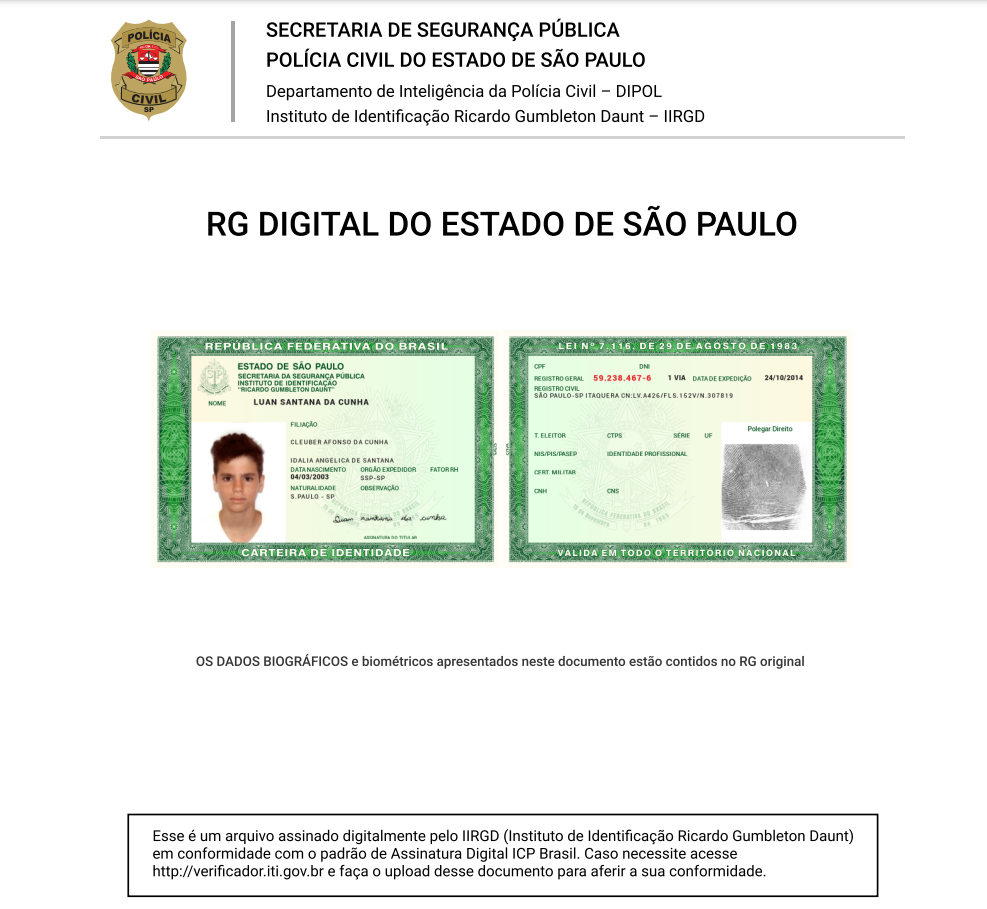 POLÍCIA
SÃO PAULO
CIVIL
SP
SECRETARIA DE SEGURANÇA PÚBLICA
POLÍCIA CIVIL DO ESTADO DE SÃO PAULO
Departamento de Inteligência da Polícia Civil – DIPOL
Instituto de Identificação Ricardo Gumbleton Daunt – IIRGD
RG DIGITAL DO ESTADO DE SÃO PAULO
REPÚBLICA FEDERATIVA DO BRASIL
ESTADO DE SÃO PAULO
SECRETARIA DA SEGURANÇA PÚBLICA
INSTITUTO DE IDENTIFICAÇÃO
"RICARDO GUMBLETON DAUNT"
NOME LUAN SANTANA DA CUNHA
FILIAÇÃO
CLEUBER AFONSO DA CUNHA
IDALIA ANGELICA DE SANTANA
DATA NASCIMENTO ORGÃO EXPEDIDOR FATOR RH
04/03/2003 SSP-SP
NATURALIDADE OBSERVAÇÃO
S.PAULO - SP
Luan santana da cunha
ASSINATURA DO TITULAR
CARTEIRA DE IDENTIDADE
LEI Nº 7.116, DE 29 DE AGOSTO DE 1983
CPF DNI
REGISTRO GERAL 59.238.467-6 1 VIA DATA DE EXPEDIÇÃO 24/10/2014
REGISTRO CIVIL
SÃO PAULO-SP ITAQUERA CN:LV.A426/FLS.152V/N.307819
T. ELEITOR CTPS SÉRIE UF
Polegar Direito
NIS/PIS/PASEP IDENTIDADE PROFISSIONAL
CERT. MILITAR
CNH CNS
REPÚBLICA FEDERATIVA DO BRASIL
VALIDA EM TODO O TERRITORIO NACIONAL
OS DADOS BIOGRÁFICOS e biométricos apresentados neste documento estão contidos no RG original
Esse é um arquivo assinado digitalmente pelo IIRGD (Instituto de Identificação Ricardo Gumbleton Daunt)
em conformidade com o padrão de Assinatura Digital ICP Brasil. Caso necessite acesse
http://verificador.iti.gov.br e faça o upload desse documento para aferir a sua conformidade.